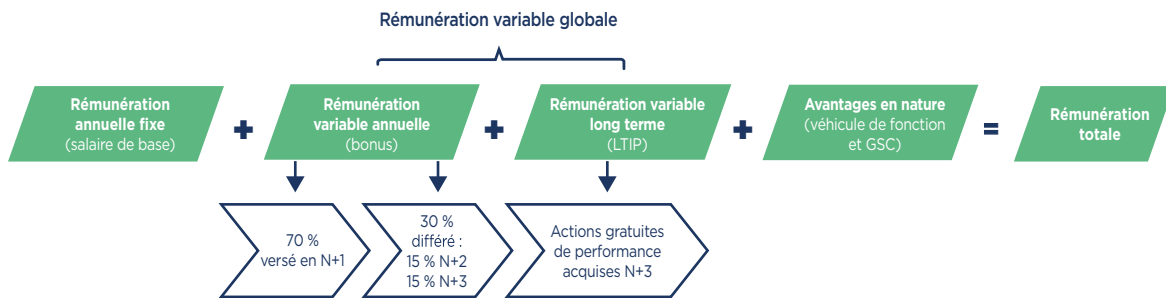 Rémunération variable globale
Rémunération
annuelle fixe
(salaire de base)
+
Rémunération
variable annuelle
(bonus)
+
Rémunération variable
long terme
(LTIP)
+
Avantages en nature
(véhicule de fonction
et GSC)
=
Rémunération
totale
70 %
versé en N+1
30 %
différé :
15 % N+2
15 % N+3
Actions gratuites
de performance
acquises N+3